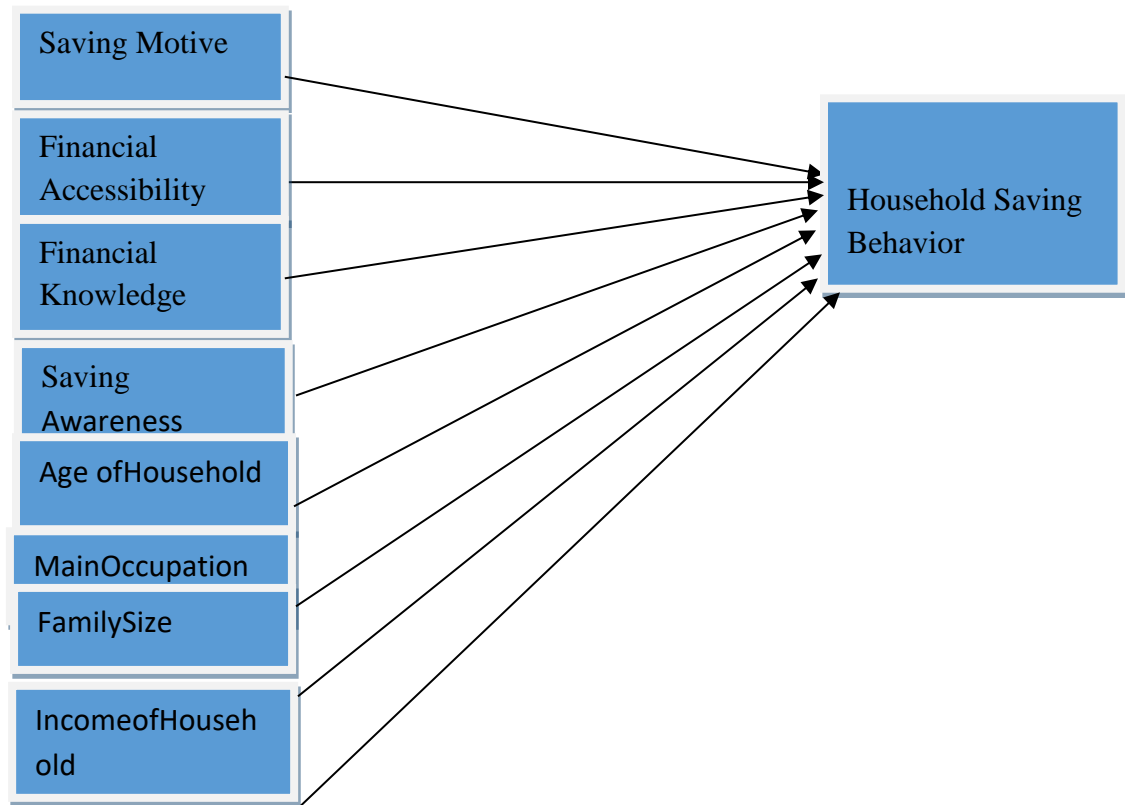 Saving Motive
Financial
Accessibility
Financial
Knowledge
Saving
Awareness
Age ofHousehold
MainOccupation
FamilySize
IncomeofHouseh
old
Household Saving
Behavior